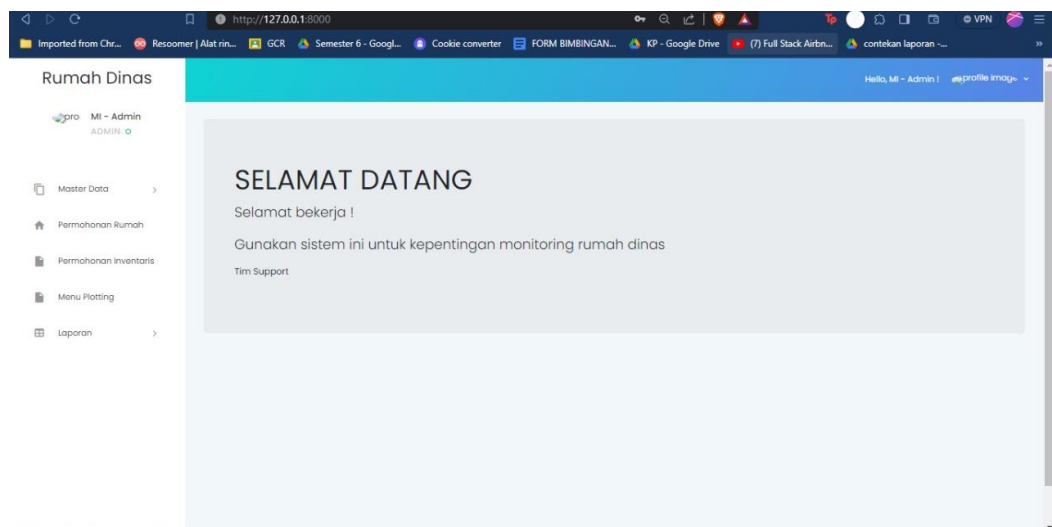 http://127.0.0.1:8000
VPN
Imported from Chr...
Resoomer | Alat rin...
GCR
Semester 6 - Googl...
Cookie converter
FORM BIMBINGAN...
KP - Google Drive
(7) Full Stack Airbn...
contekan laporan -...
Rumah Dinas
Hello, MI - Admin !
profile image
pro
MI - Admin
ADMIN
Master Data
Permohonan Rumah
Permohonan Inventaris
Menu Plotting
Laporan
SELAMAT DATANG
Selamat bekerja !
Gunakan sistem ini untuk kepentingan monitoring rumah dinas
Tim Support